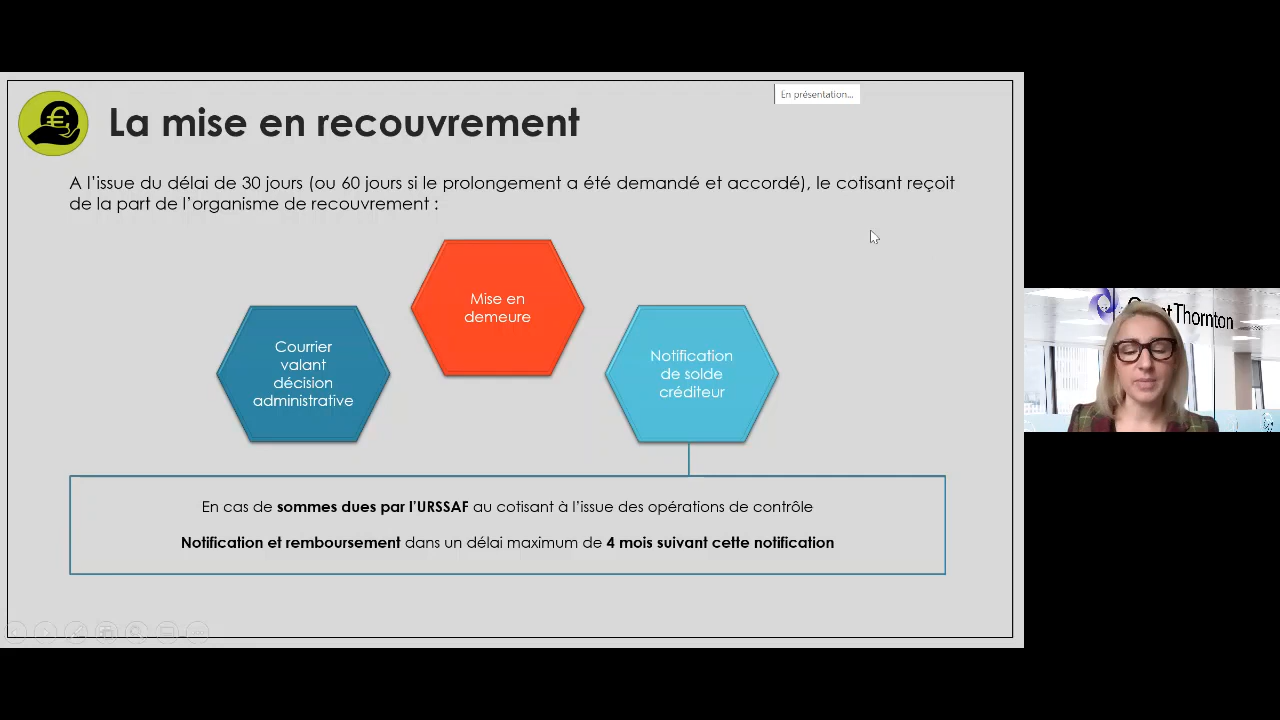 En présentation...
La mise en recouvrement
A l'issue du délai de 30 jours (ou 60 jours si le prolongement a été demandé et accordé), le cotisant reçoit
de la part de l'organisme de recouvrement :
Mise en
demeure
Courrier
valant
décision
administrative
Notification
de solde
créditeur
En cas de sommes dues par l'URSSAF au cotisant à l'issue des opérations de contrôle
Notification et remboursement dans un délai maximum de 4 mois suivant cette notification
Thornton